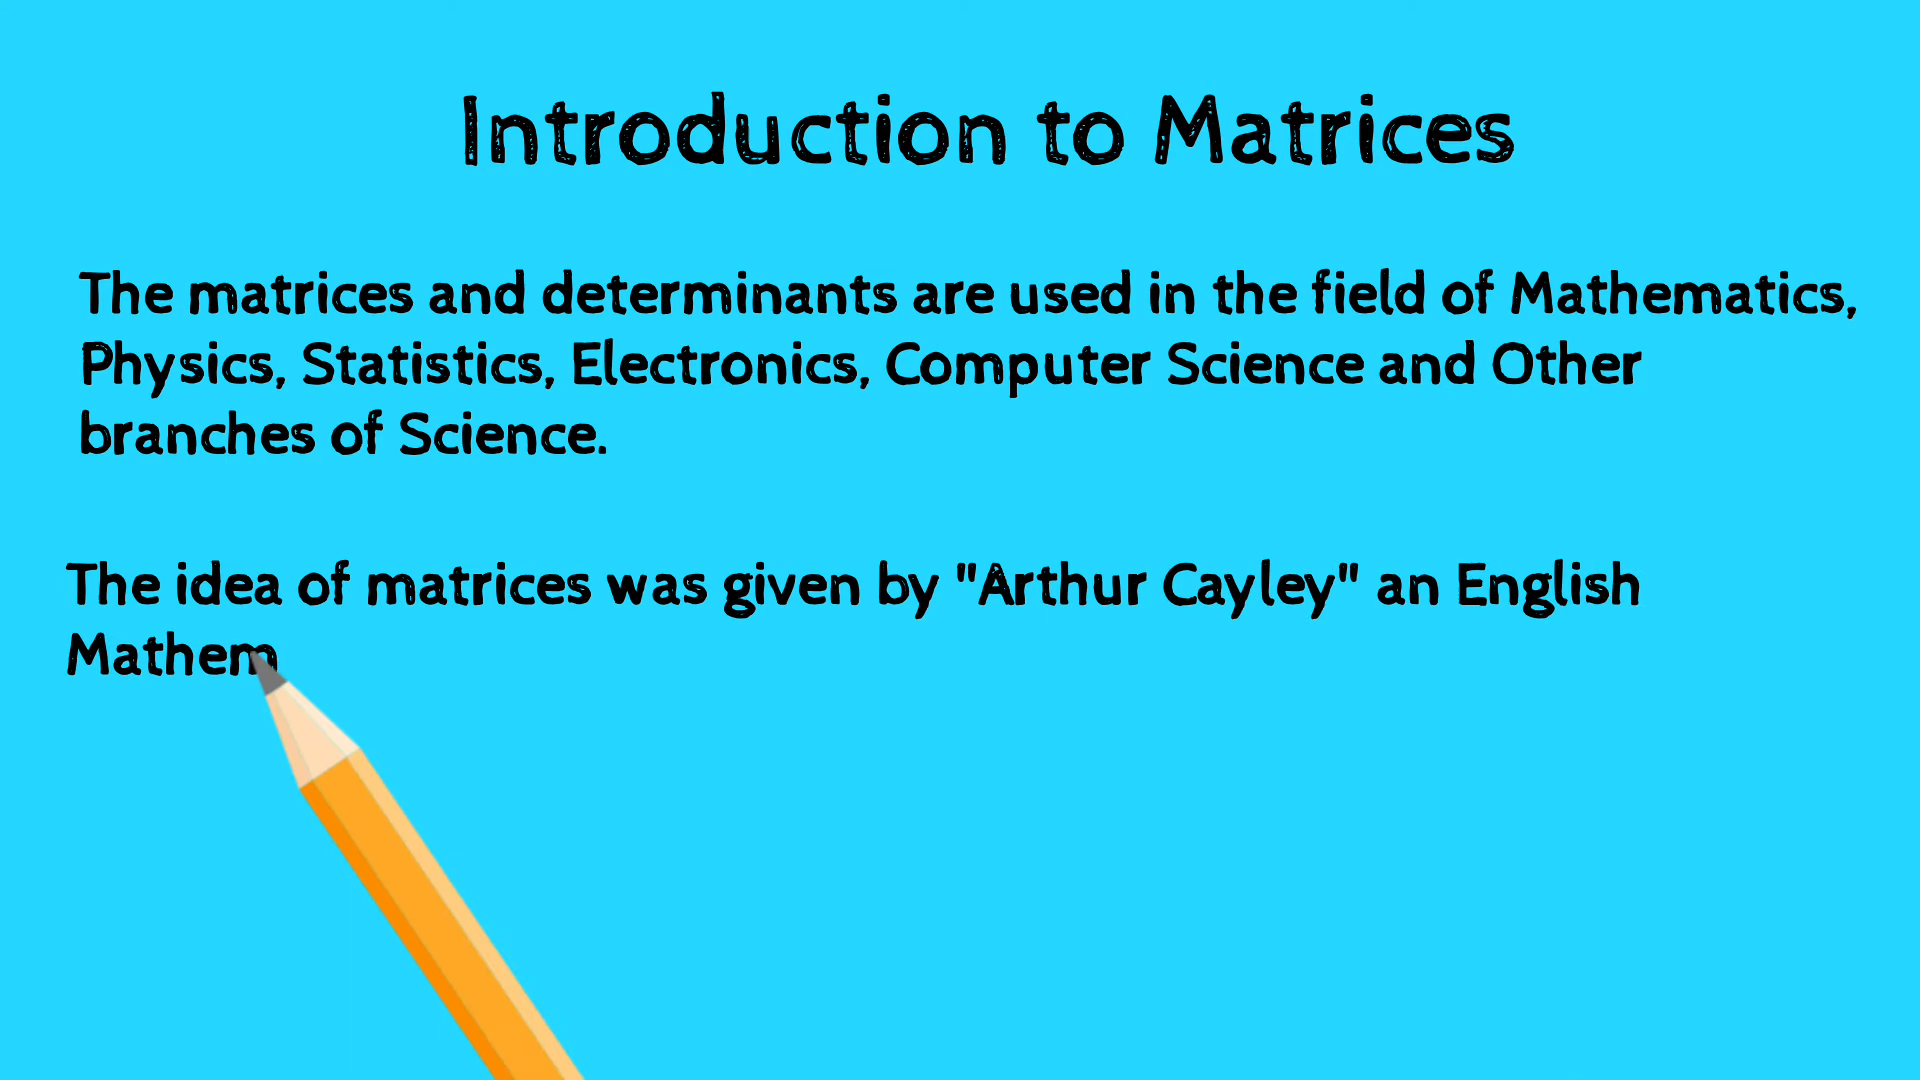 Introduction to Matrices
The matrices and determinants are used in the field of Mathematics,
Physics, Statistics, Electronics, Computer Science and Other
branches of Science.
The idea of matrices was given by "Arthur Cayley" an English
Mathem